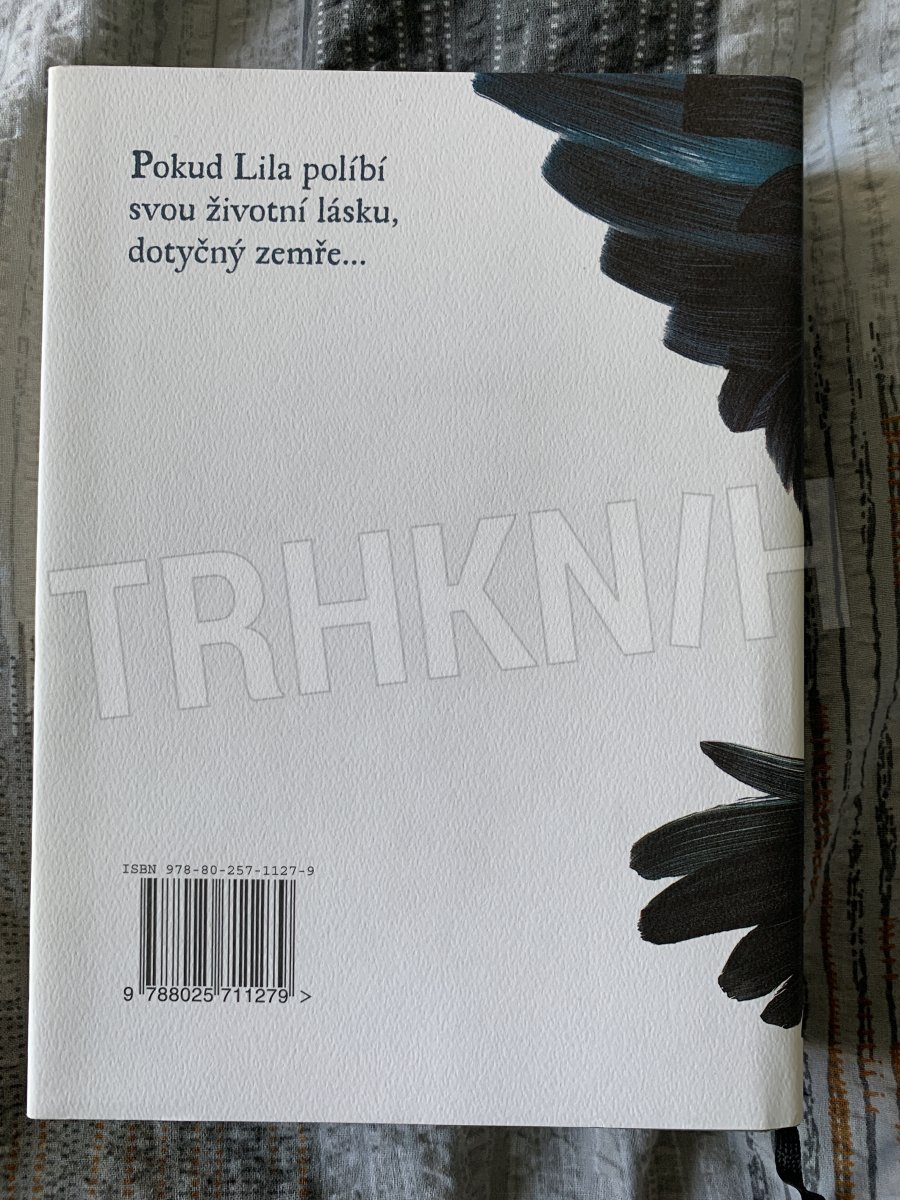 Pokud Lila políbí
svou životní lásku,
dotyčný zemře...
TRHKNIH
ISBN 978-80-257-1127-9
9 788025 711279 >